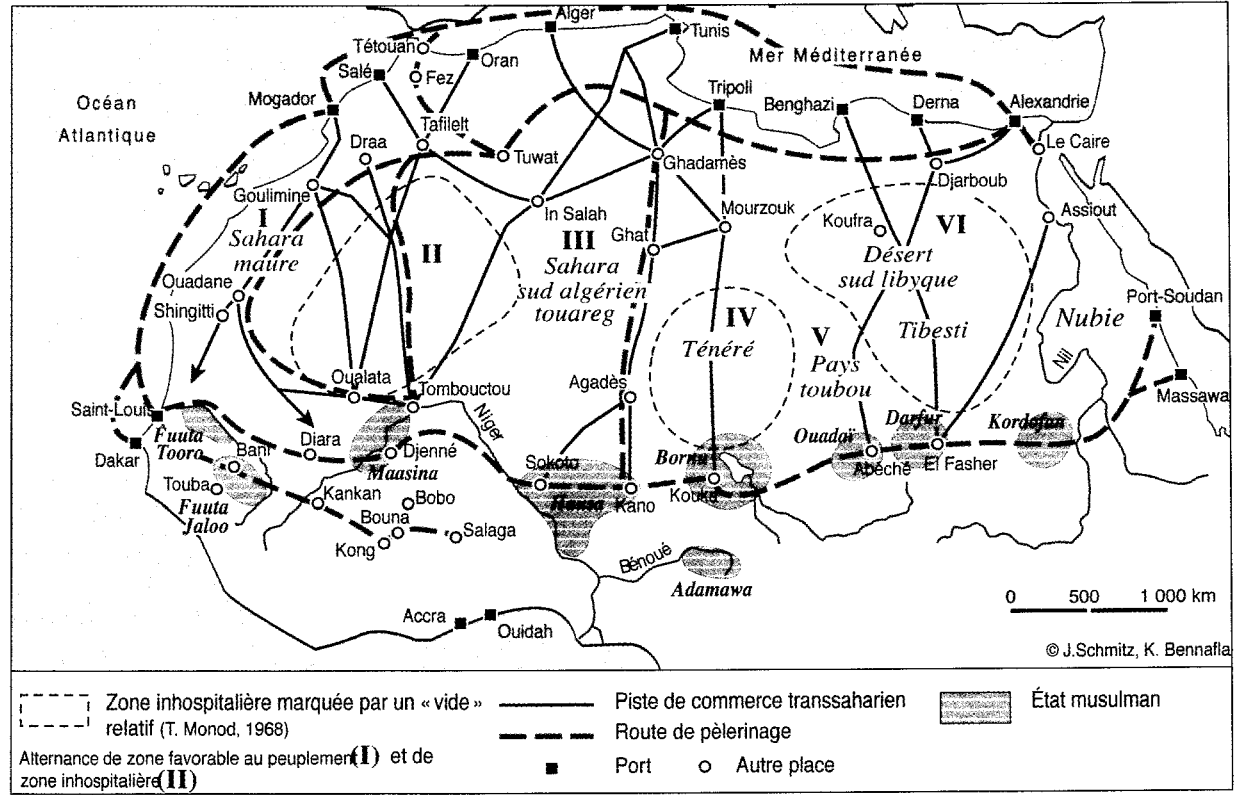 Alger
Tunis
Tétouan
Oran
Mer Méditerranée
Salé
Fez
Océan
Atlantique
Mogador
Tripoli
Benghazi
Derna
Alexandrie
Tafilelt
Draa
Tuwat
Ghadamès
Le Caire
Djarboub
Goulimine
I
Sahara
maure
In Salah
Mourzouk
Koufra
VI
Assiout
II
III
Ghat
Sahara
sud algérien
touareg
Désert
sud libyque
Ouadane
Shingitti
Port-Soudan
IV
Ténéré
V
Pays
toubou
Tibesti
Nubie
Nil
Oualata
Tombouctou
Agadès
Massawa
Saint-Louis
Niger
Darfur
Kordofan
Fuuta
Tooro
Dakar
Diara
Djenné
Maasina
Banî
Sokoto
Bornu
Ouadaï
Abéché
El Fasher
Touba
Fuuta
Jaloo
Kankan
Bobo
Hausa
Kano
Kouka
Bouna
Kong
Salaga
Bénoué
Adamawa
Accra
Ouidah
0 500 1 000 km
© J.Schmitz, K. Bennafla
Zone inhospitalière marquée par un « vide »
relatif (T. Monod, 1968)
Alternance de zone favorable au peuplement (I) et de
zone inhospitalière (II)
Piste de commerce transsaharien
Route de pèlerinage
Port
Autre place
État musulman